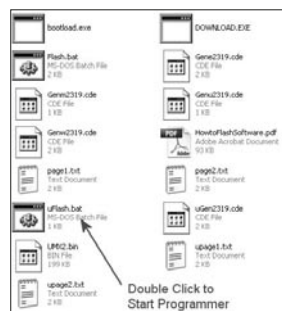 bootload.exe
DOWNLOAD.EXE
Flash.bat
MS-DOS Batch File
2 KB
Gene2319.cde
CDE File
2 KB
Genm2319.cde
CDE File
1 KB
Genu2319.cde
CDE File
1 KB
Genw2319.cde
CDE File
2 KB
HowtoFlashSoftware.pdf
Adobe Acrobat Document
93 KB
page1.txt
Text Document
2 KB
page2.txt
Text Document
2 KB
uFlash.bat
MS-DOS Batch File
1 KB
uGen2319.cde
CDE File
2 KB
UMt2.bin
BIN File
199 KB
upage1.txt
Text Document
2 KB
upage2.txt
Text Document
2 KB
Double Click to
Start Programmer